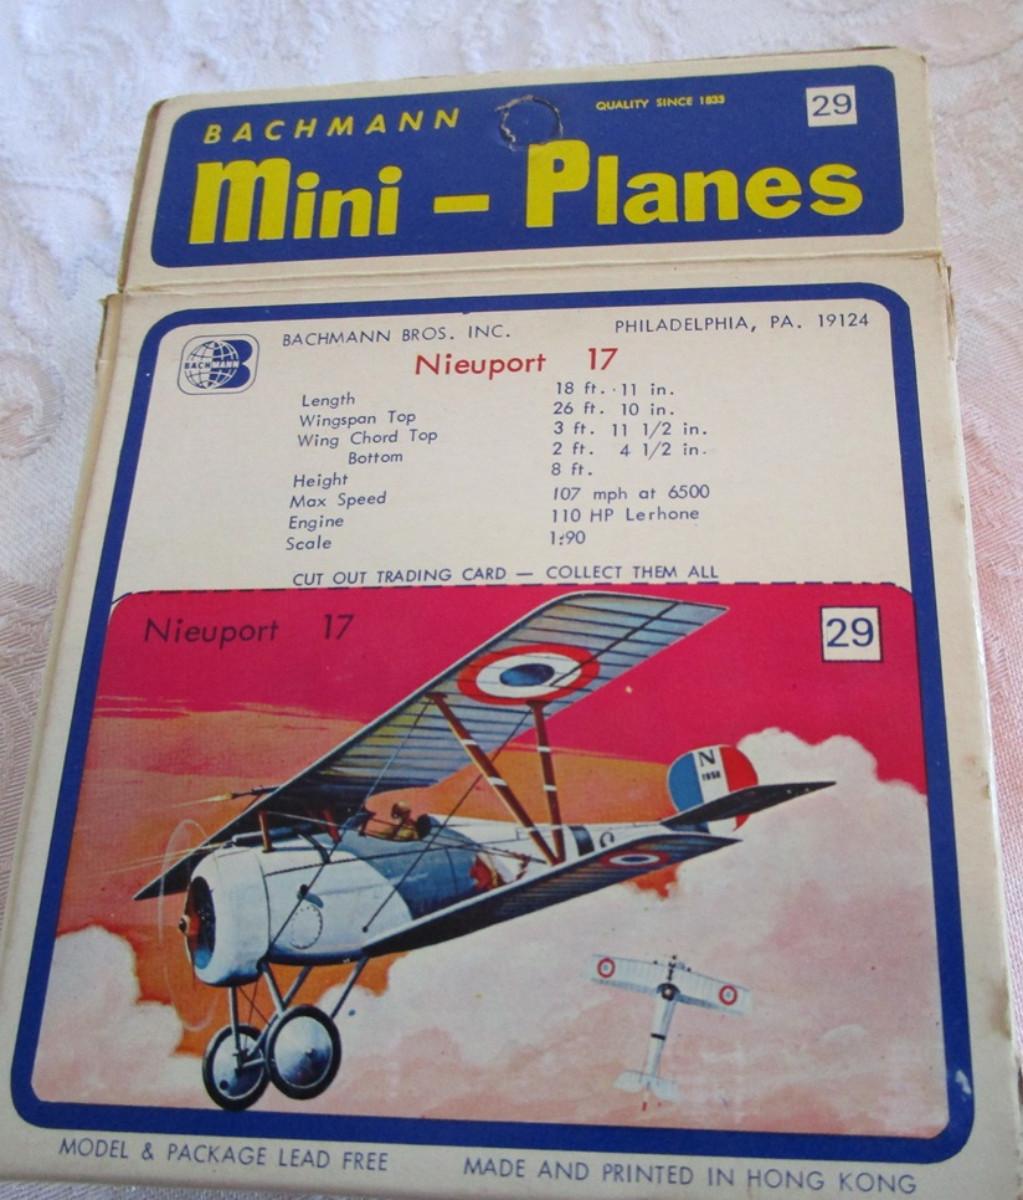 BACHMANN
QUALITY SINCE 1833
29
Mini - Planes
BACHMANN
BACHMANN BROS. INC. PHILADELPHIA, PA. 19124
Nieuport 17
Length 18 ft. 11 in.
Wingspan Top 26 ft. 10 in.
Wing Chord Top 3 ft. 11 1/2 in.
Bottom 2 ft. 4 1/2 in.
Height 8 ft.
Max Speed 107 mph at 6500
Engine 110 HP Lerhone
Scale 1:90
CUT OUT TRADING CARD — COLLECT THEM ALL
Nieuport 17
29
N
MODEL & PACKAGE LEAD FREE MADE AND PRINTED IN HONG KONG